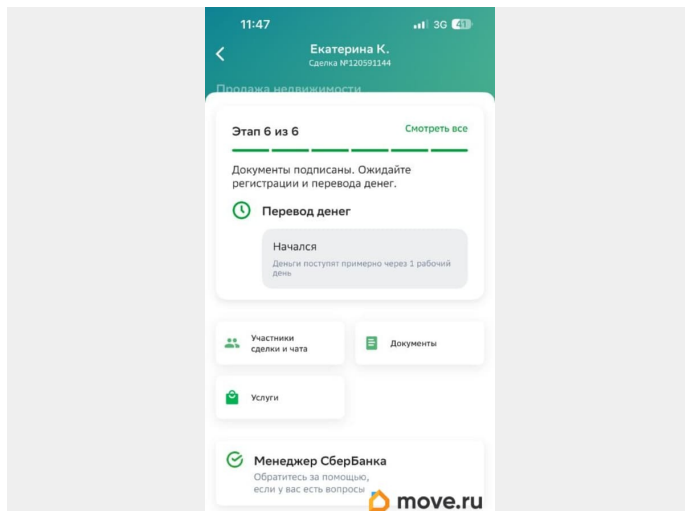 11:47
3G 41
Екатерина К.
Сделка №120591144
Продажа недвижимости
Этап 6 из 6
Смотреть все
Документы подписаны. Ожидайте
регистрации и перевода денег.
Перевод денег
Начался
Деньги поступят примерно через 1 рабочий
день
Участники
сделки и чата
Документы
Услуги
Менеджер СберБанка
Обратитесь за помощью,
если у вас есть вопросы
move.ru